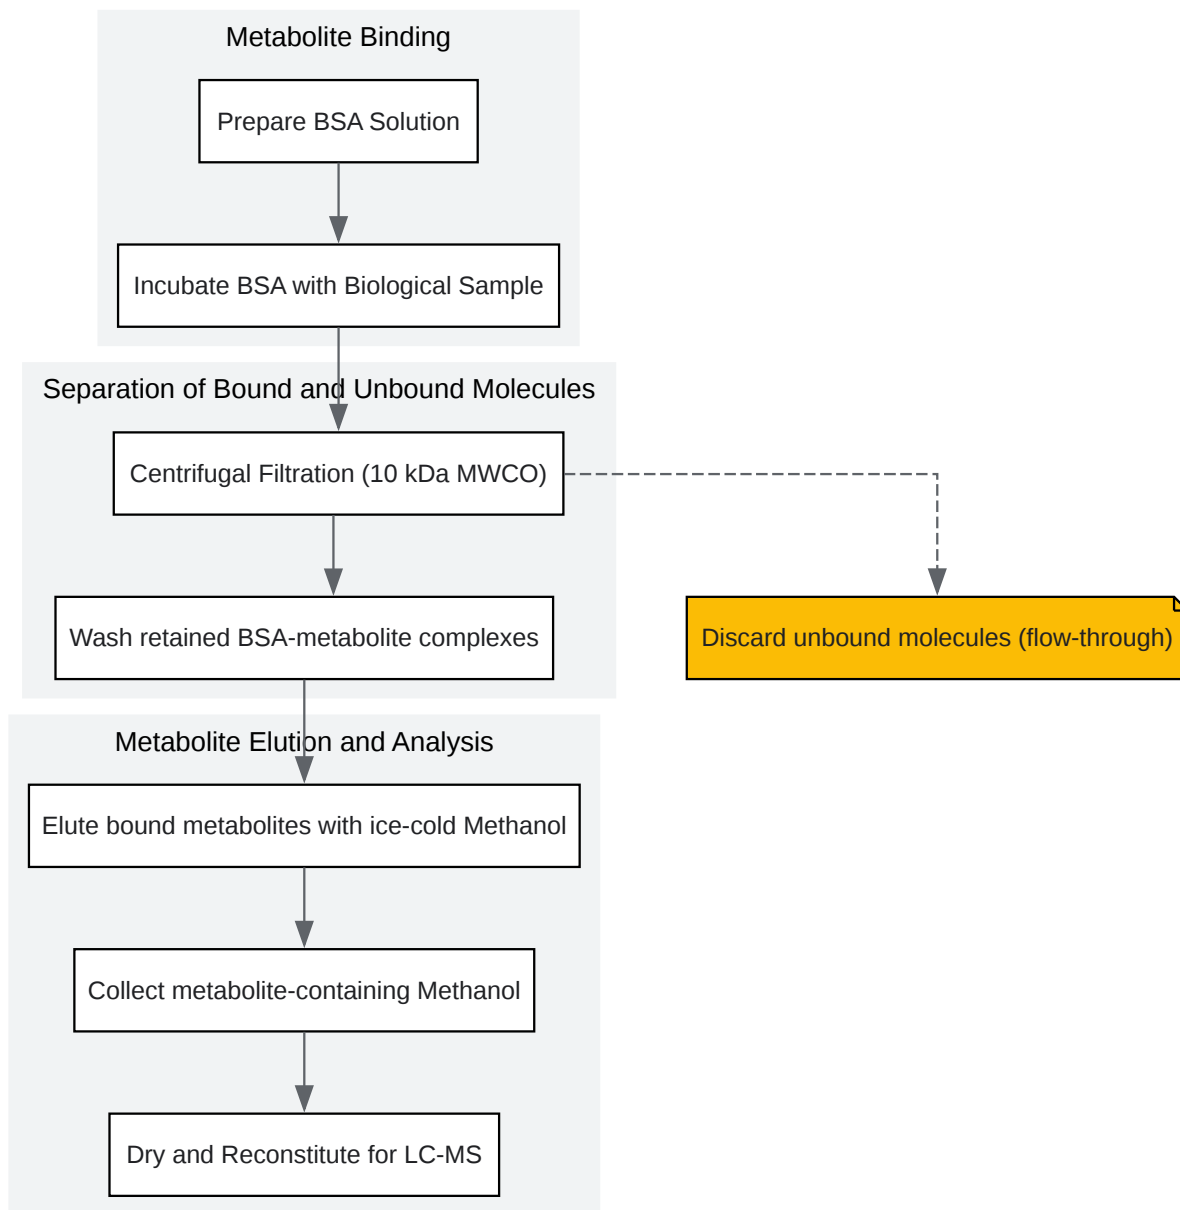 Metabolite Binding
Prepare BSA Solution
Incubate BSA with Biological Sample
Separation of Bound and Unbound Molecules
Centrifugal Filtration (10 kDa MWCO)
Wash retained BSA-metabolite complexes
Discard unbound molecules (flow-through)
Metabolite Elution and Analysis
Elute bound metabolites with ice-cold Methanol
Collect metabolite-containing Methanol
Dry and Reconstitute for LC-MS